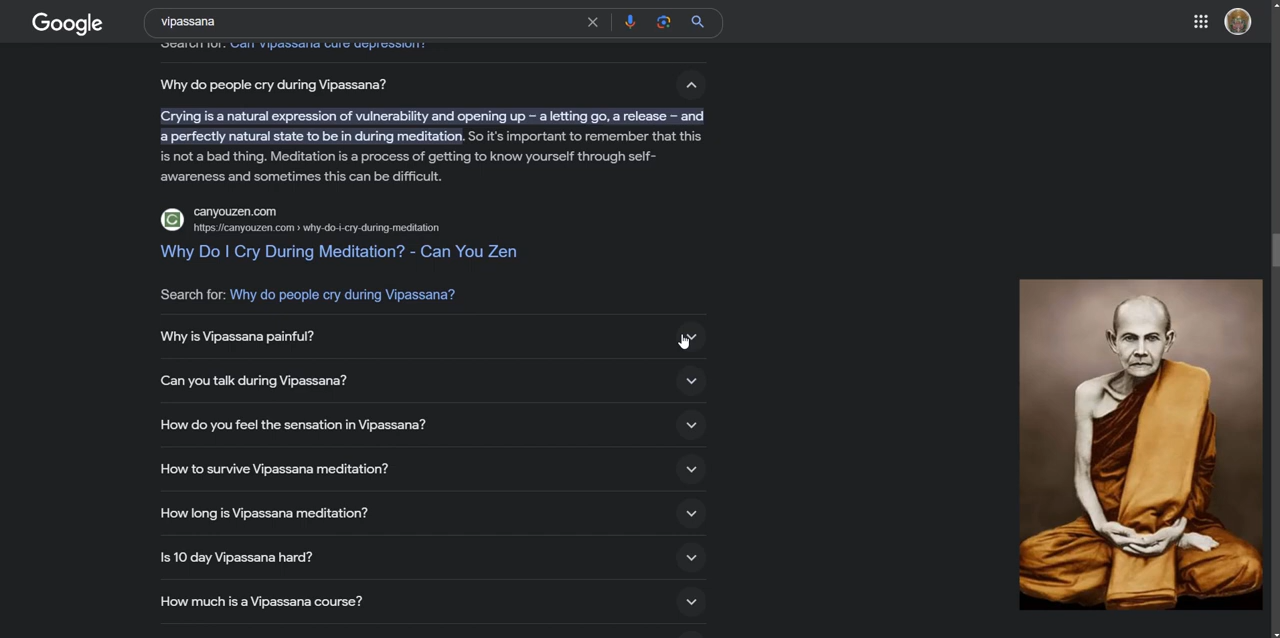 Google
vipassana
Search for: Can Vipassana cure depression?
Why do people cry during Vipassana?
Crying is a natural expression of vulnerability and opening up – a letting go, a release – and
a perfectly natural state to be in during meditation. So it's important to remember that this
is not a bad thing. Meditation is a process of getting to know yourself through self-
awareness and sometimes this can be difficult.
canyouzen.com
https://canyouzen.com › why-do-i-cry-during-meditation
Why Do I Cry During Meditation? - Can You Zen
Search for: Why do people cry during Vipassana?
Why is Vipassana painful?
Can you talk during Vipassana?
How do you feel the sensation in Vipassana?
How to survive Vipassana meditation?
How long is Vipassana meditation?
Is 10 day Vipassana hard?
How much is a Vipassana course?